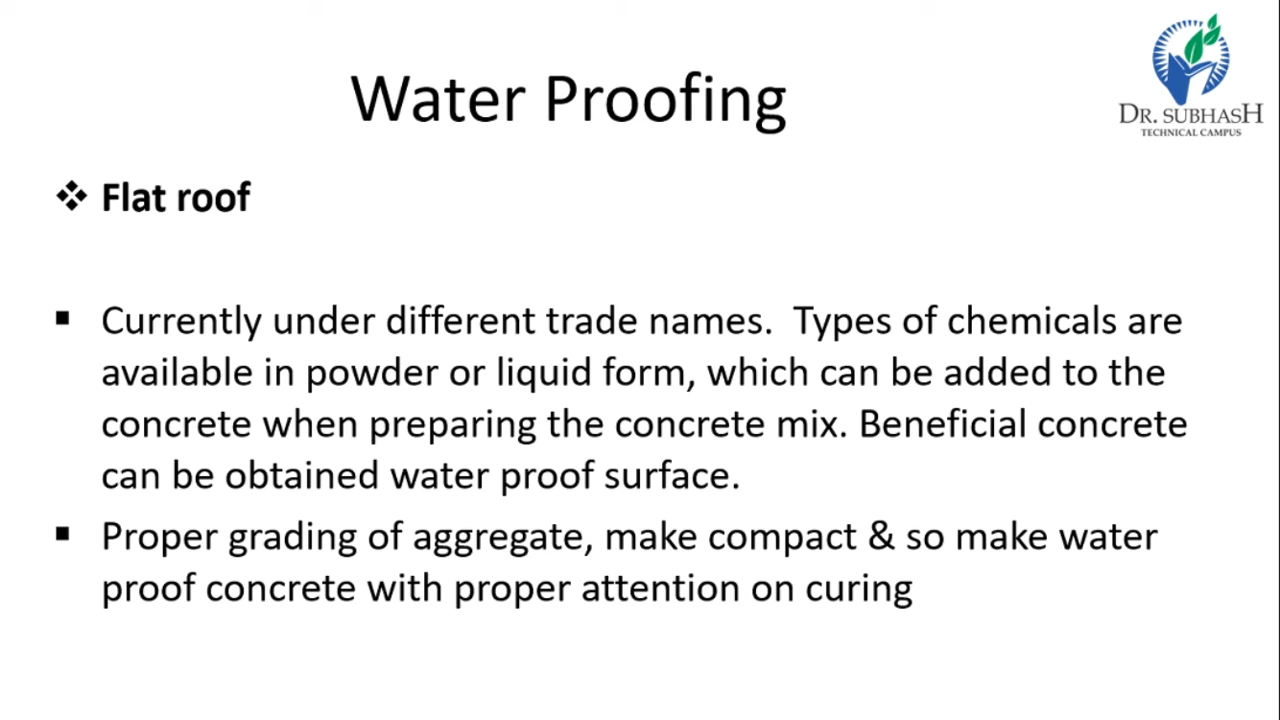 DR. SUBHASH
TECHNICAL CAMPUS
Water Proofing
❖ Flat roof
▪ Currently under different trade names.  Types of chemicals are
available in powder or liquid form, which can be added to the
concrete when preparing the concrete mix. Beneficial concrete
can be obtained water proof surface.
▪ Proper grading of aggregate, make compact & so make water
proof concrete with proper attention on curing